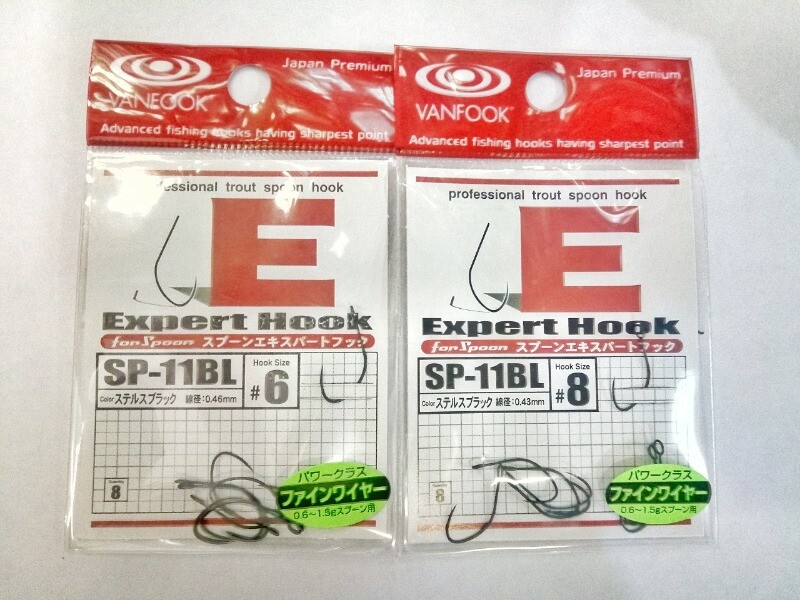 Japan Premium
VANFOOK
Advanced fishing hooks having sharpest point
essional trout spoon hook
E
Expert Hook
for Spoon スプーンエキスパートフック
SP-11BL
Hook Size
#6
Color ステルスブラック 線径:0.46mm
Quantity
8
パワークラス
ファインワイヤー
0.6~1.5gスプーン用
Japan Premium
VANFOOK
Advanced fishing hooks having sharpest point
professional trout spoon hook
E
Expert Hook
for Spoon スプーンエキスパートフック
SP-11BL
Hook Size
#8
Color ステルスブラック 線径:0.43mm
8
パワークラス
ファインワイヤー
0.6~1.5gスプーン用